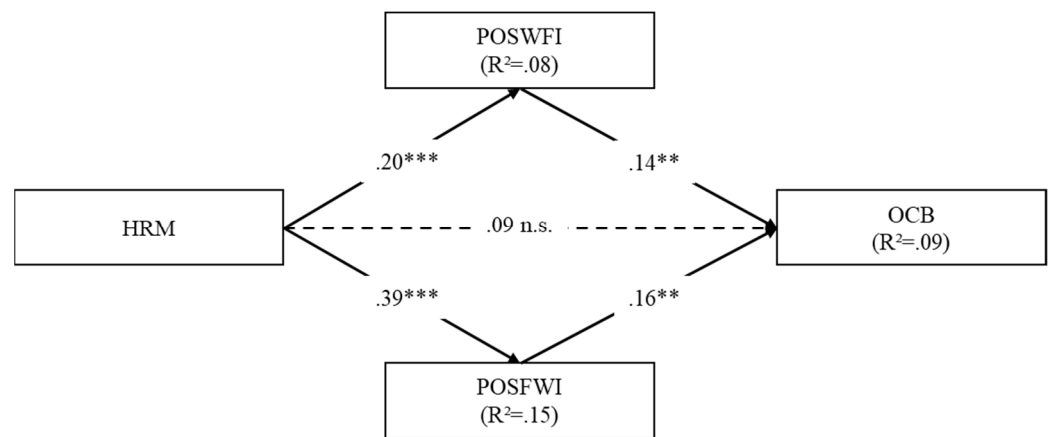 POSWFI
(R²=.08)
.20***
.14**
HRM
.09 n.s.
OCB
(R²=.09)
.39***
.16**
POSFWI
(R²=.15)